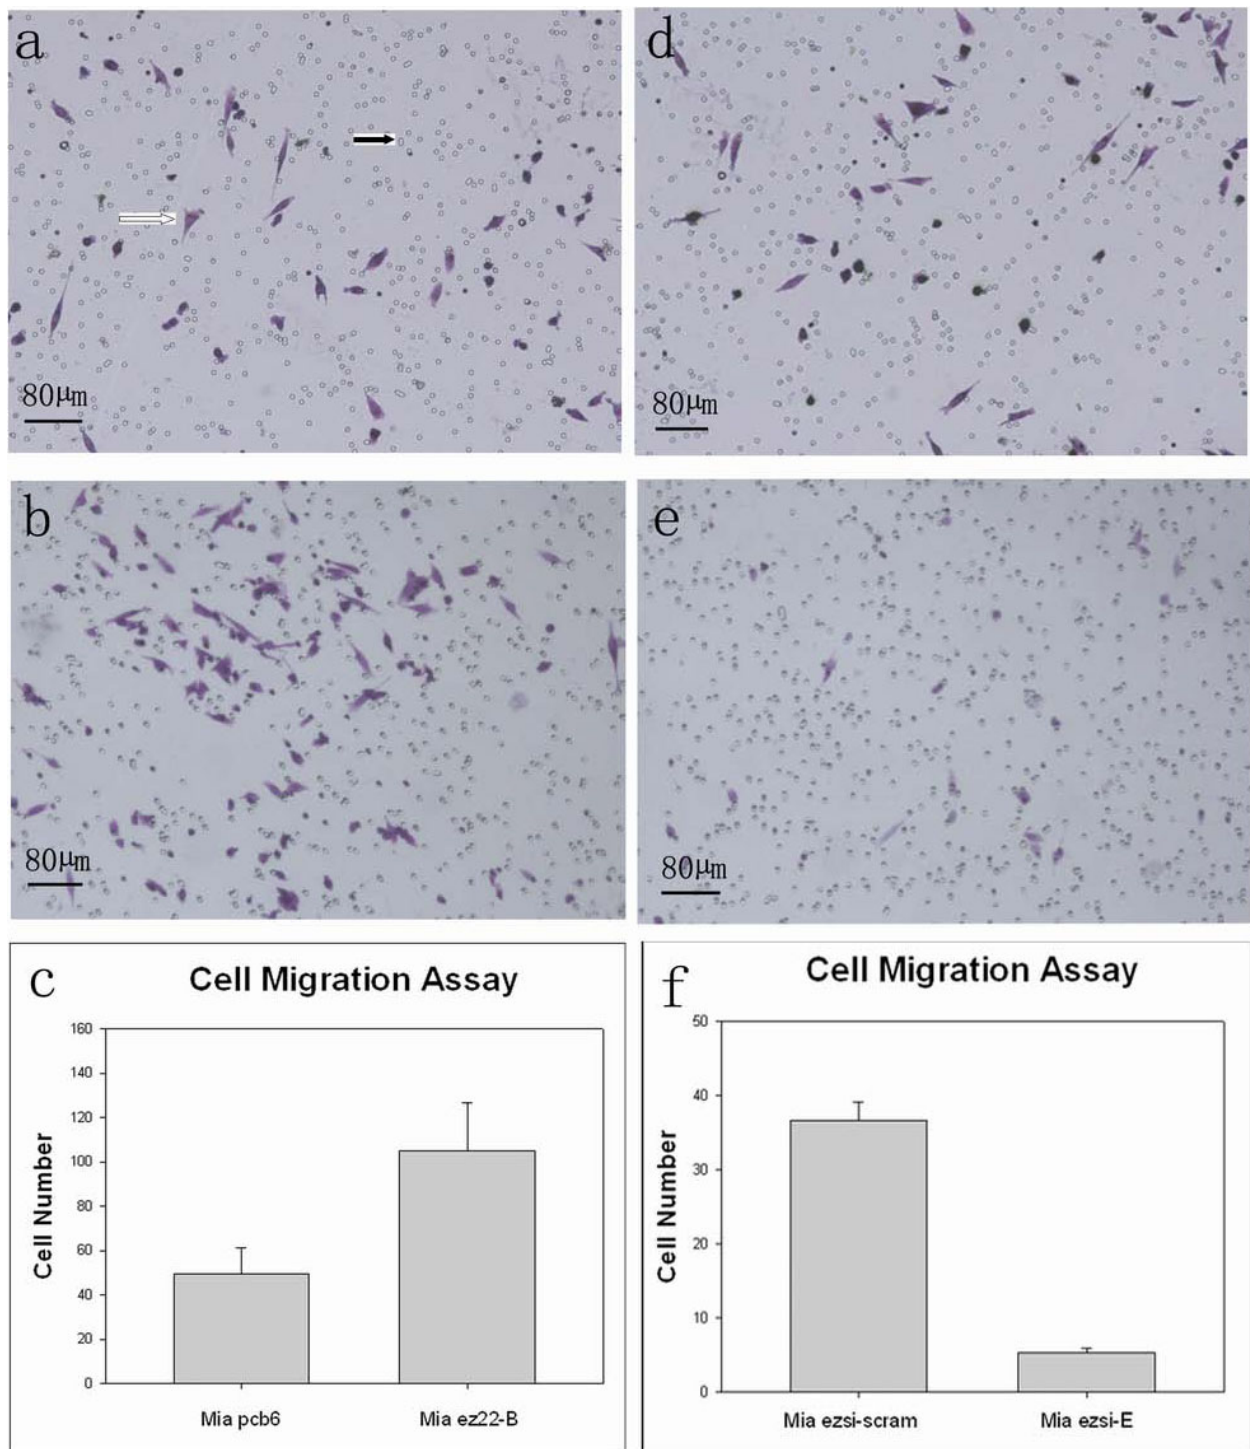 a
80μm
d
80μm
b
80μm
e
80μm
c
Cell Migration Assay
Cell Number
160
140
120
100
80
60
40
20
0
Mia pcb6
Mia ez22-B
f
Cell Migration Assay
Cell Number
50
40
30
20
10
0
Mia ezsi-scram
Mia ezsi-E